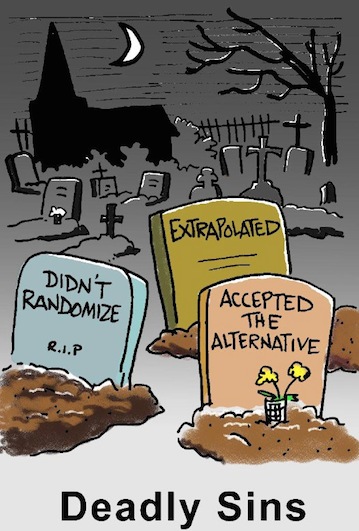 EXTRAPOLATED
DIDN'T
RANDOMIZE
R.I.P
ACCEPTED
THE
ALTERNATIVE
Deadly Sins